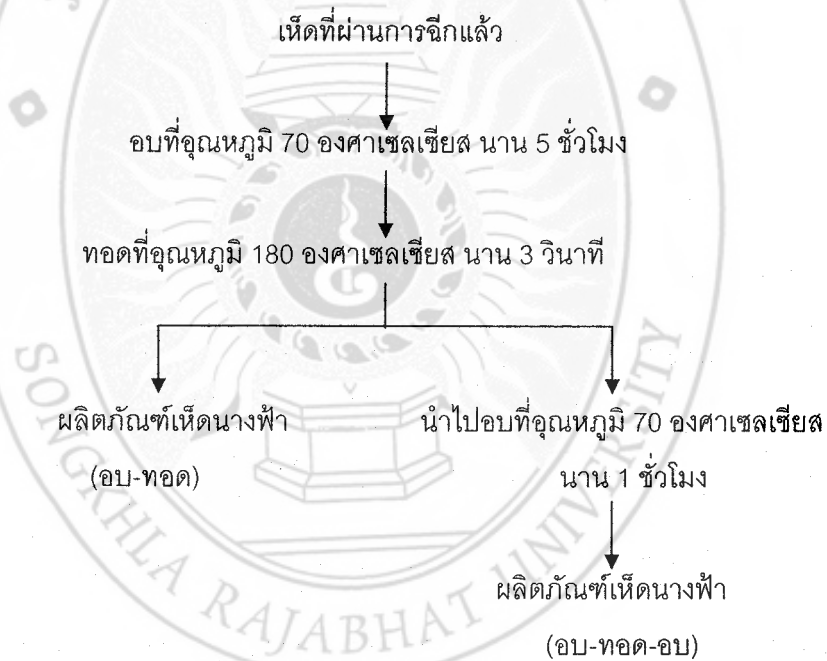 เห็ดที่ผ่านการฉีกแล้ว
อบที่อุณหภูมิ 70 องศาเซลเซียส นาน 5 ชั่วโมง
ทอดที่อุณหภูมิ 180 องศาเซลเซียส นาน 3 วินาที
ผลิตภัณฑ์เห็ดนางฟ้า
(อบ-ทอด)
นำไปอบที่อุณหภูมิ 70 องศาเซลเซียส
นาน 1 ชั่วโมง
ผลิตภัณฑ์เห็ดนางฟ้า
(อบ-ทอด-อบ)
SONGKHLA RAJABHAT UNIVERSITY